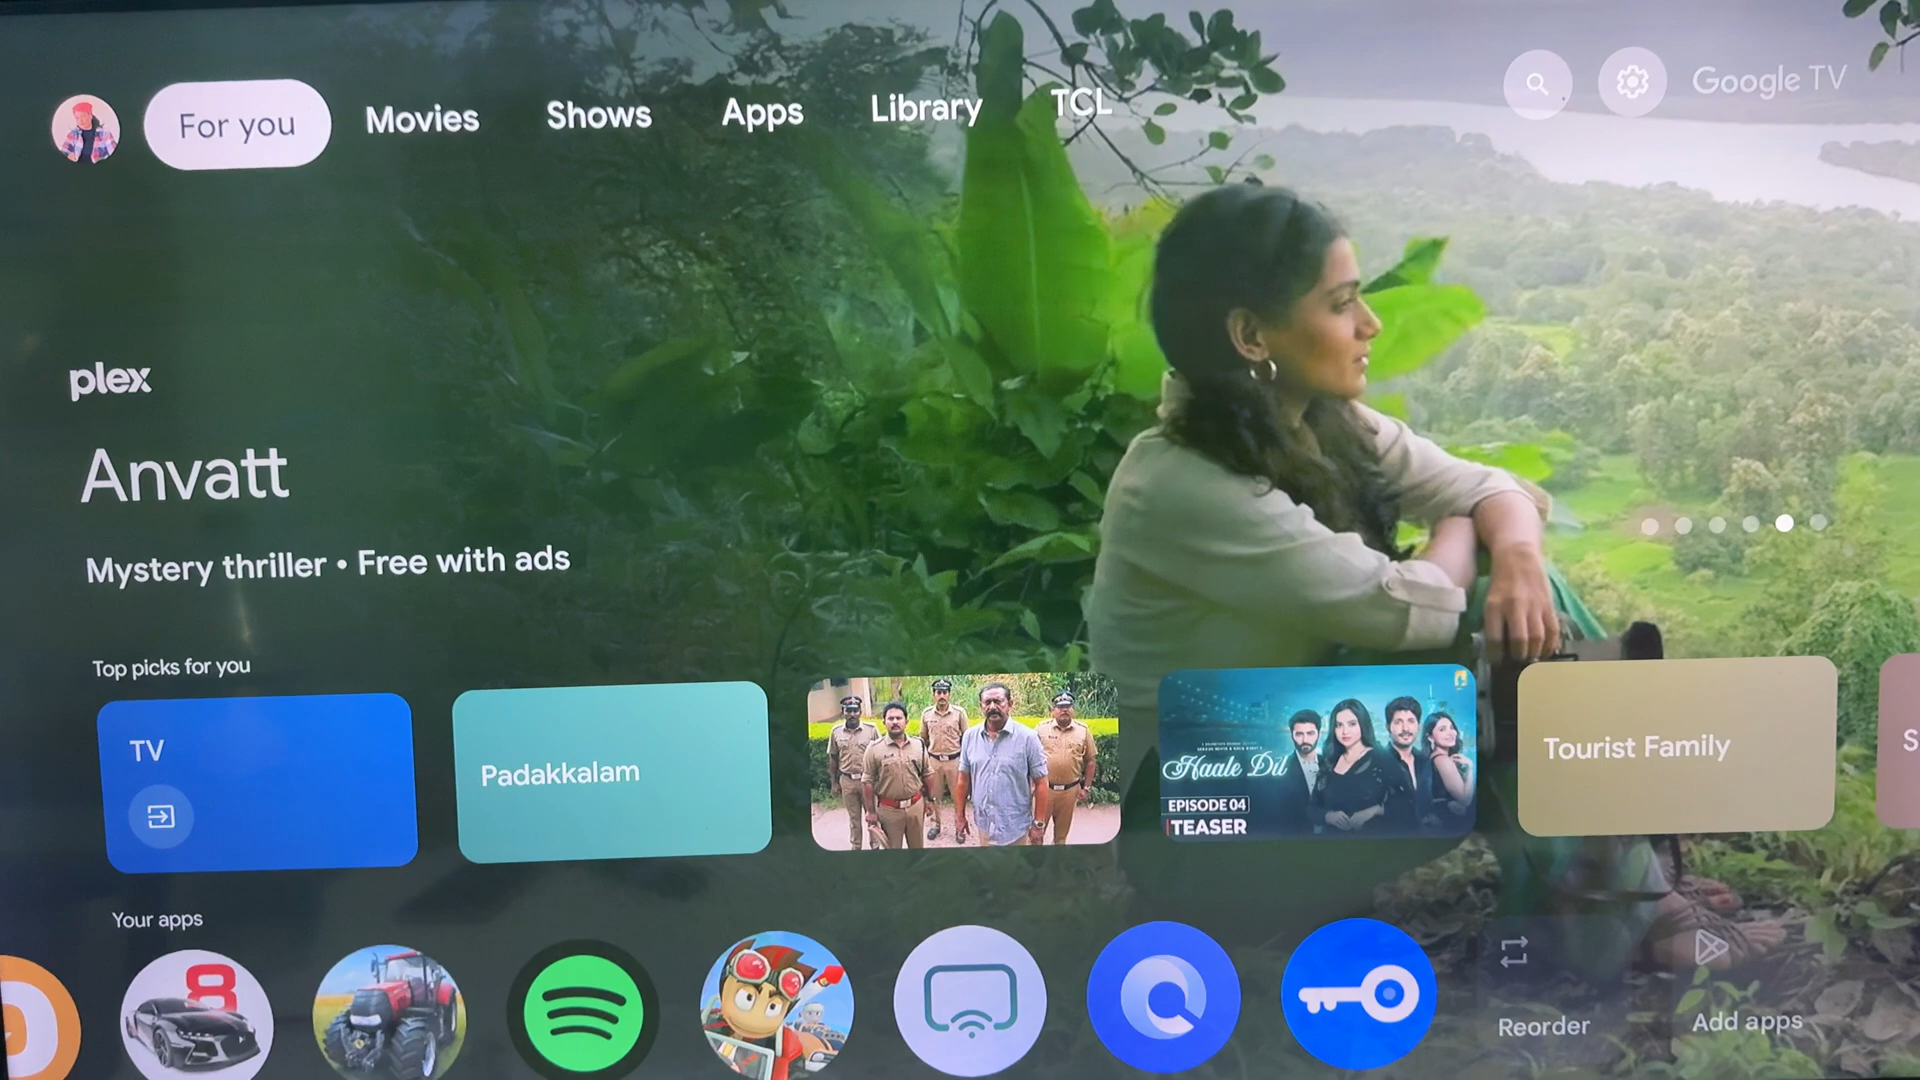 For you
Movies
Shows
Apps
Library
TCL
Google TV
plex
Anvatt
Mystery thriller • Free with ads
Top picks for you
TV
Padakkalam
Haale Dil
EPISODE 04
TEASER
Tourist Family
S
Your apps
8
Reorder
Add apps